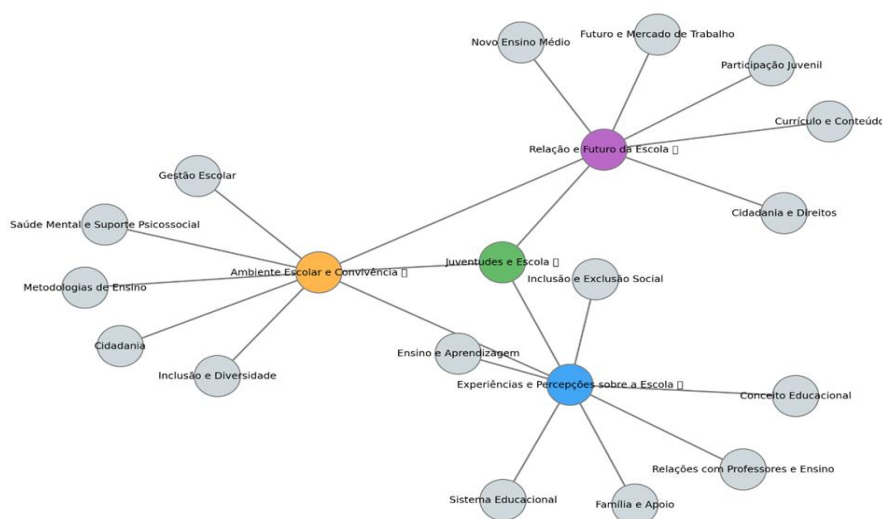 Futuro e Mercado de Trabalho
Novo Ensino Médio
Participação Juvenil
Currículo e Conteúdo
Relação e Futuro da Escola
Gestão Escolar
Cidadania e Direitos
Saúde Mental e Suporte Psicossocial
Juventudes e Escola
Ambiente Escolar e Convivência
Inclusão e Exclusão Social
Metodologias de Ensino
Cidadania
Ensino e Aprendizagem
Inclusão e Diversidade
Experiências e Percepções sobre a Escola
Conceito Educacional
Relações com Professores e Ensino
Sistema Educacional
Família e Apoio